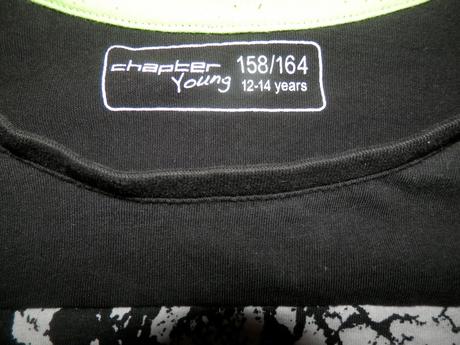 chapter 158/164
Young 12-14 years